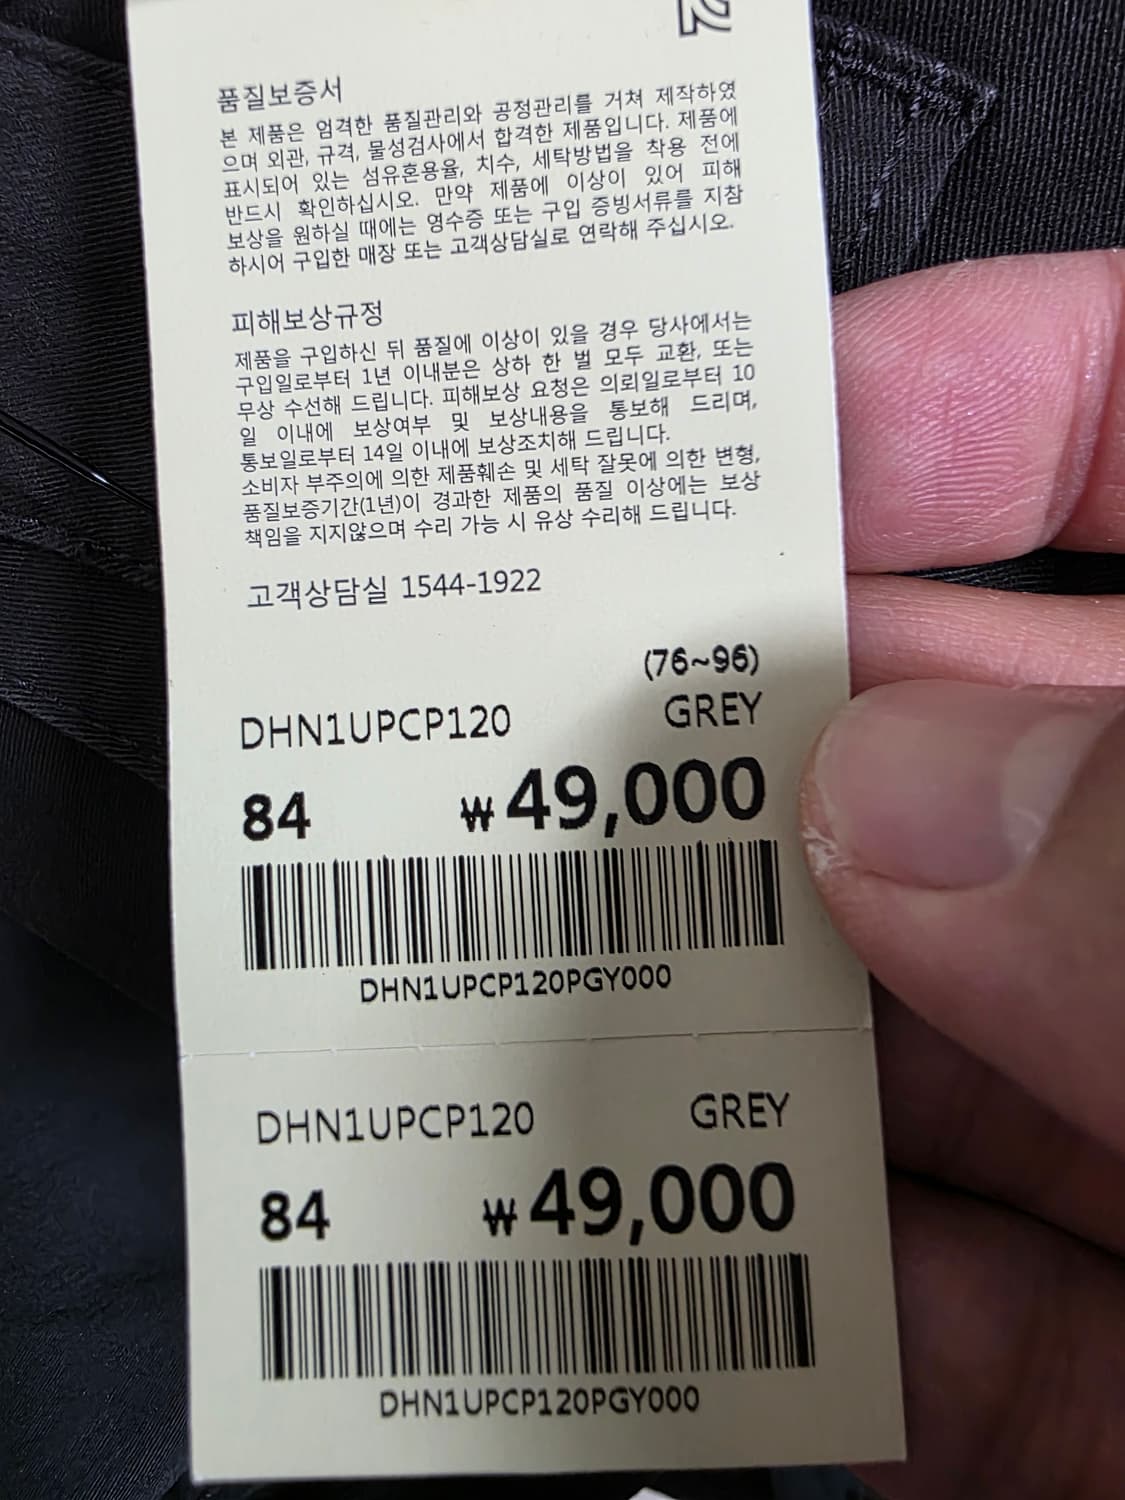 품질보증서
본 제품은 엄격한 품질관리와 공정관리를 거쳐 제작하였
으며 외관, 규격, 물성검사에서 합격한 제품입니다. 제품에
표시되어 있는 섬유혼용율, 치수, 세탁방법을 착용 전에
반드시 확인하십시오. 만약 제품에 이상이 있어 피해
보상을 원하실 때에는 영수증 또는 구입 증빙서류를 지참
하시어 구입한 매장 또는 고객상담실로 연락해 주십시오.
피해보상규정
제품을 구입하신 뒤 품질에 이상이 있을 경우 당사에서는
구입일로부터 1년 이내분은 상하 한 벌 모두 교환, 또는
무상 수선해 드립니다. 피해보상 요청은 의뢰일로부터 10
일 이내에 보상여부 및 보상내용을 통보해 드리며,
통보일로부터 14일 이내에 보상조치해 드립니다.
소비자 부주의에 의한 제품훼손 및 세탁 잘못에 의한 변형,
품질보증기간(1년)이 경과한 제품의 품질 이상에는 보상
책임을 지지않으며 수리 가능 시 유상 수리해 드립니다.
고객상담실 1544-1922
(76~96)
DHN1UPCP120 GREY
84 ₩49,000
DHN1UPCP120PGY000
DHN1UPCP120 GREY
84 ₩49,000
DHN1UPCP120PGY000